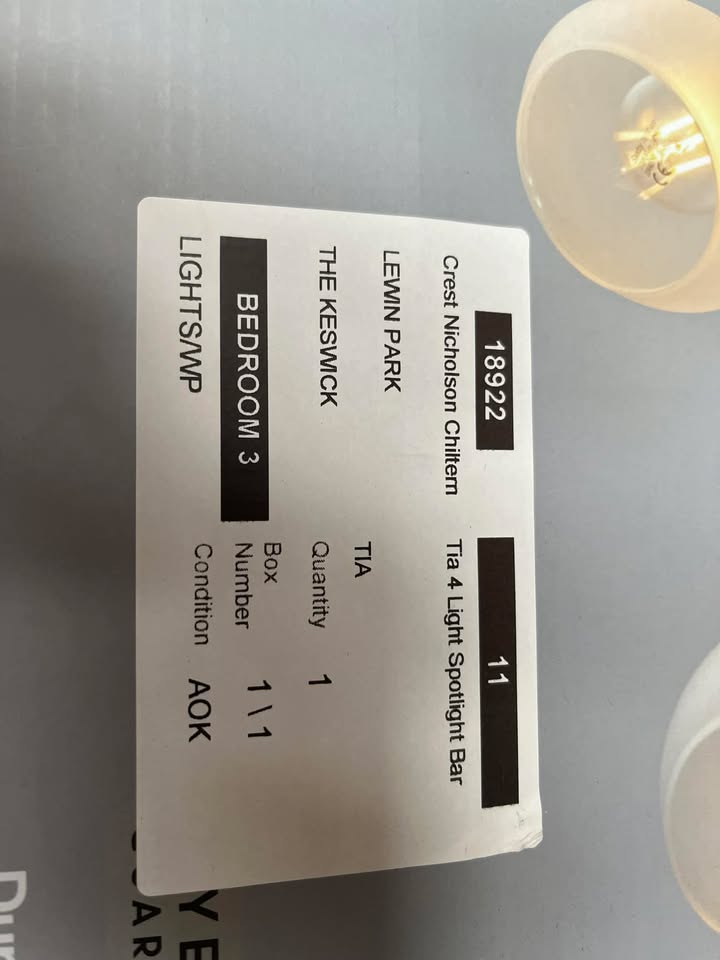 18922
11
Crest Nicholson Chiltern
Tia 4 Light Spotlight Bar
LEWIN PARK
TIA
THE KESWICK
Quantity 1
BEDROOM 3
Box
Number 1 \ 1
LIGHTS/WP
Condition AOK